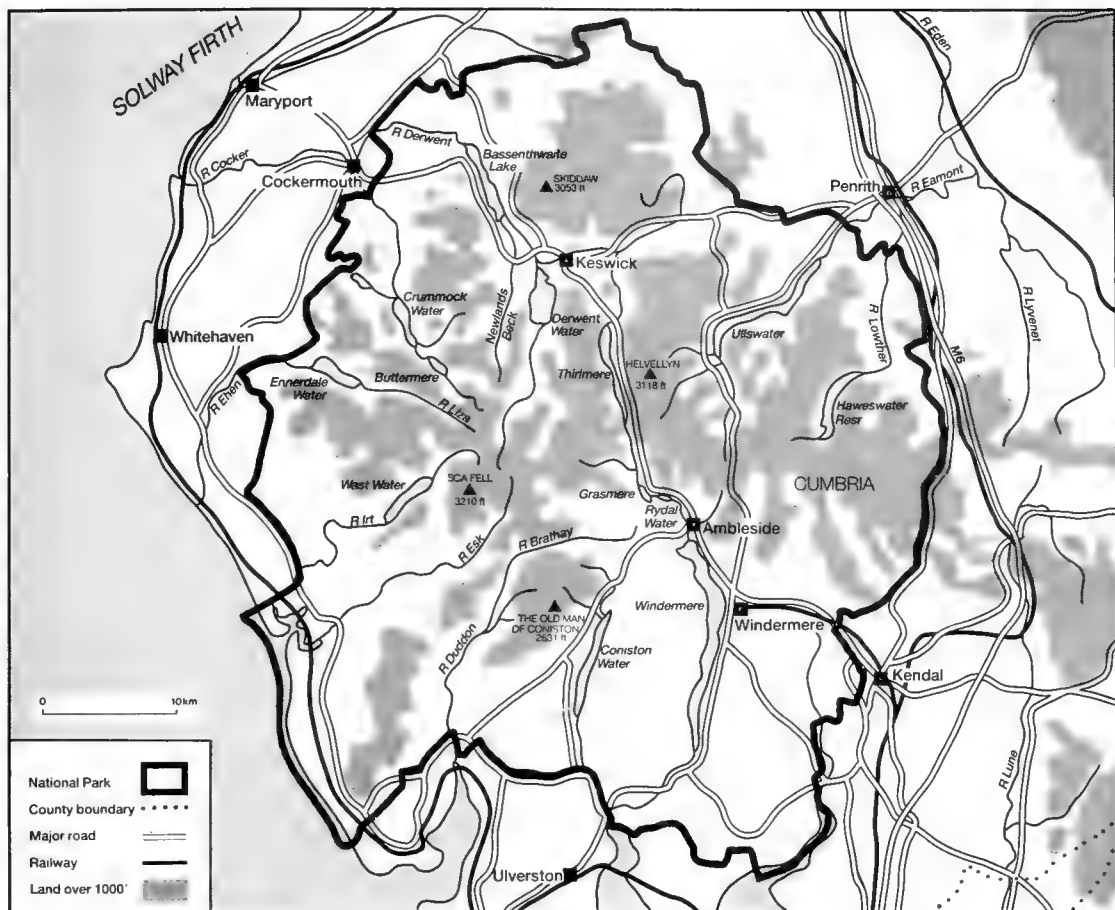 SOLWAY FIRTH
Maryport
R Eden
R Cocker
Cockermouth
R Derwent
Bassenthwaite
Lake
SKIDDAW
3053 ft
Penrith
R Eamont
Keswick
Crummock
Water
Newlands
Beck
Derwent
Water
Ullswater
R Lowther
R Lyvenet
M6
Whitehaven
R Ehen
Ennerdale
Water
Buttermere
R Liza
Thirlmere
HELVELLYN
3118 ft
Haweswater
Resr
Wast Water
SCA FELL
3210 ft
Grasmere
Rydal
Water
CUMBRIA
Ambleside
R Irt
R Esk
R Brathay
THE OLD MAN
OF CONISTON
2631 ft
Windermere
Windermere
R Duddon
Coniston
Water
Kendal
R Lune
0 10km
National Park
County boundary
Major road
Railway
Land over 1000'
Ulverston